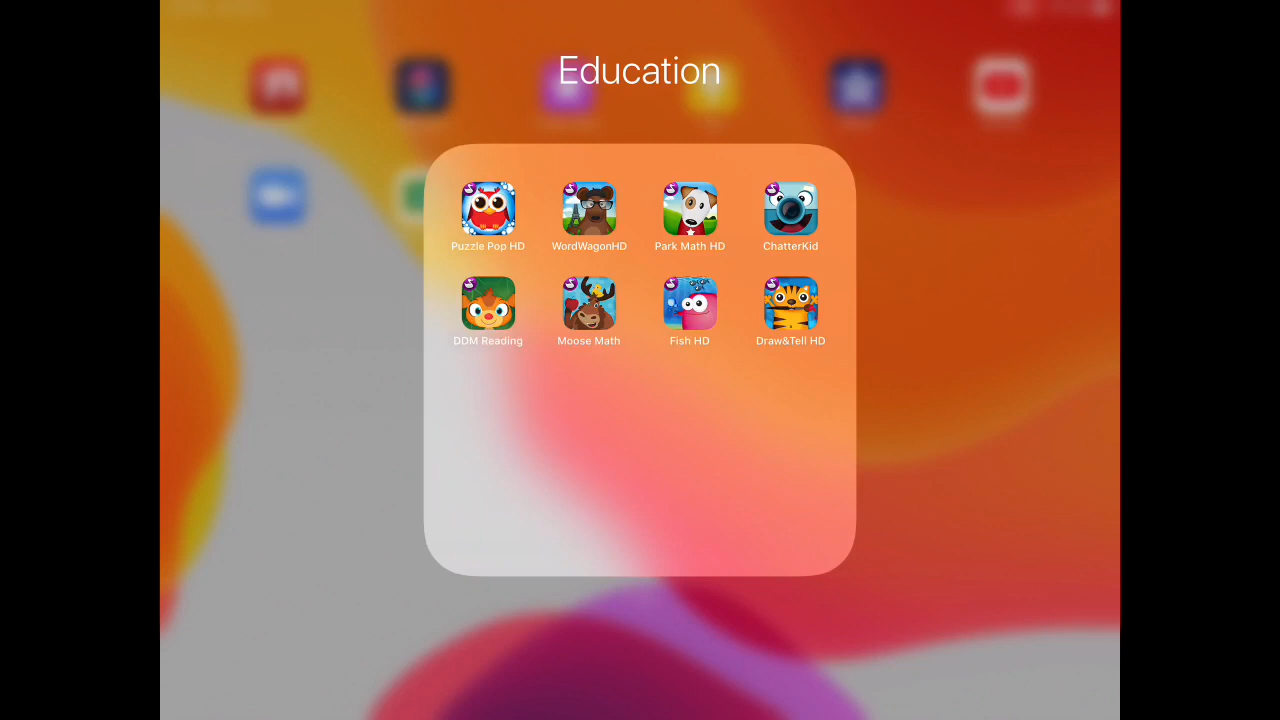 Education
Puzzle Pop HD
WordWagonHD
Park Math HD
ChatterKid
DDM Reading
Moose Math
Fish HD
Draw&Tell HD